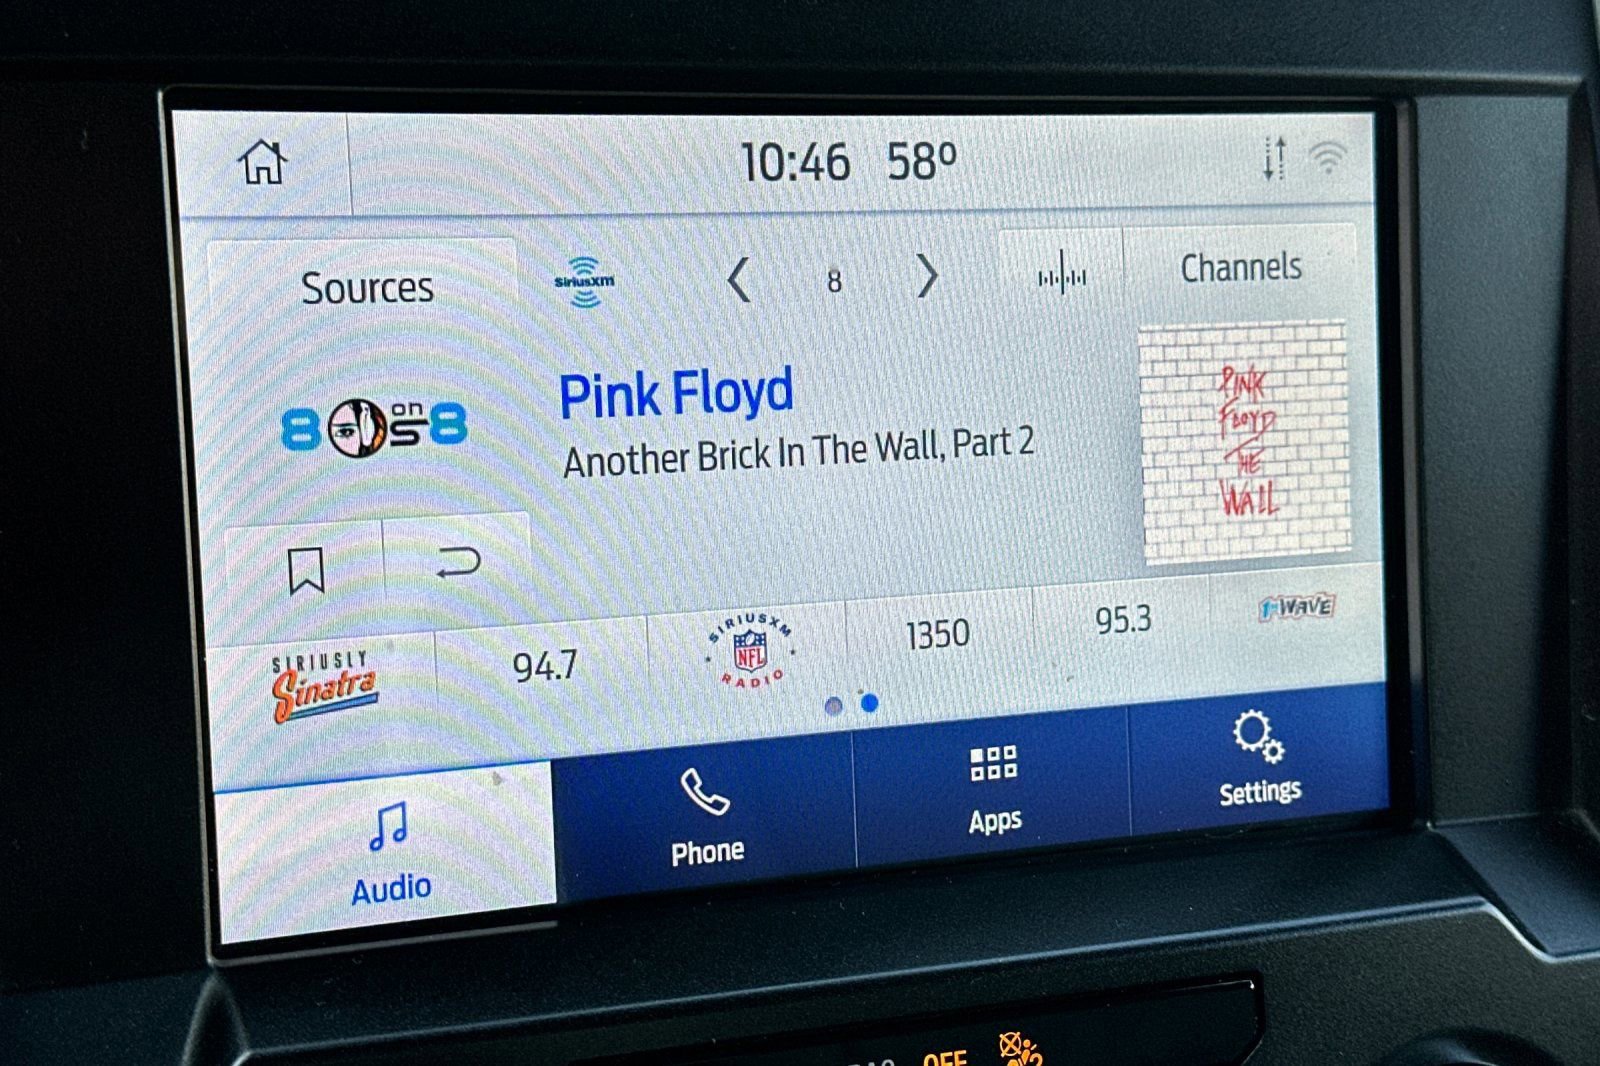 10:46 58°
Sources
SiriusXM
8
Channels
80s on 8
Pink Floyd
Another Brick In The Wall, Part 2
PINK
FLOYD
THE
WALL
SIRIUSLY
Sinatra
94.7
SIRIUSXM
NFL
RADIO
1350
95.3
1st WAVE
Audio
Phone
Apps
Settings
OFF